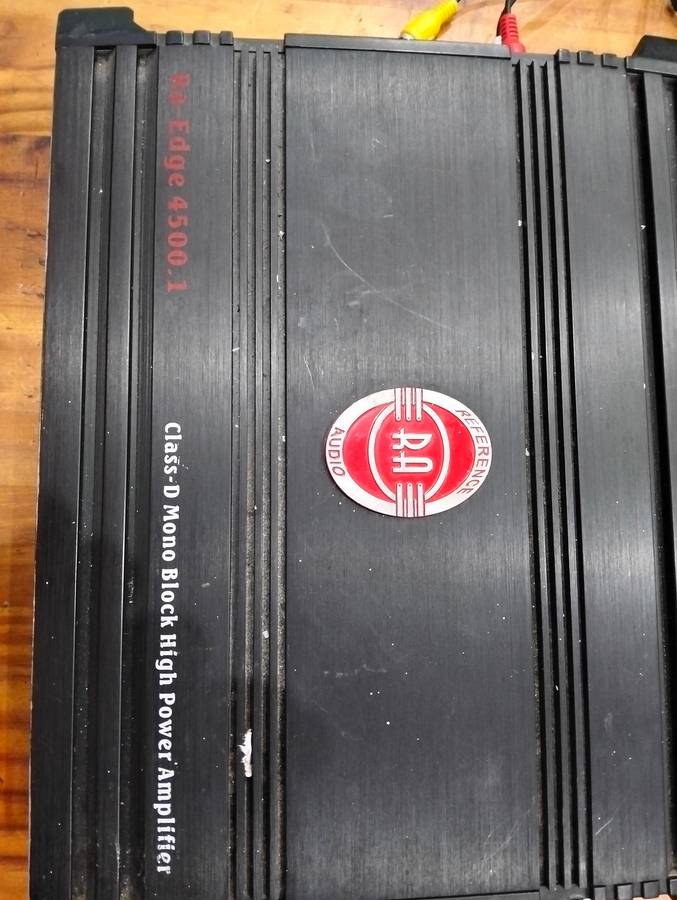 Ra-Edge 4500.1
Class-D Mono Block High Power Amplifier
REFERENCE
RA
AUDIO